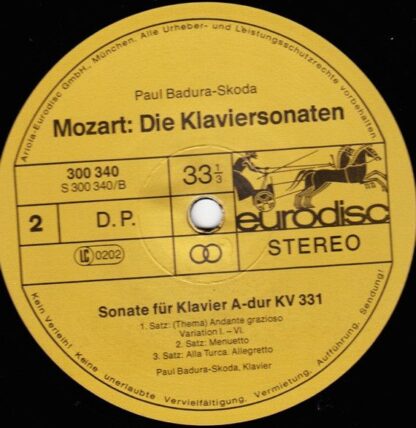 Ariola-Eurodisc GmbH., München. Alle Urheber- und Leistungsschutzrechte vorbehalten.
Paul Badura-Skoda
Mozart: Die Klaviersonaten
300 340
S 300 340/B
33 1/3
2
D. P.
eurodisc
LC 0202
STEREO
Sonate für Klavier A-dur KV 331
1. Satz: (Thema) Andante grazioso
Variation I. – VI.
2. Satz: Menuetto
3. Satz: Alla Turca. Allegretto
Paul Badura-Skoda, Klavier
Kein Verleih! Keine unerlaubte Vervielfältigung, Vermietung, Aufführung, Sendung!